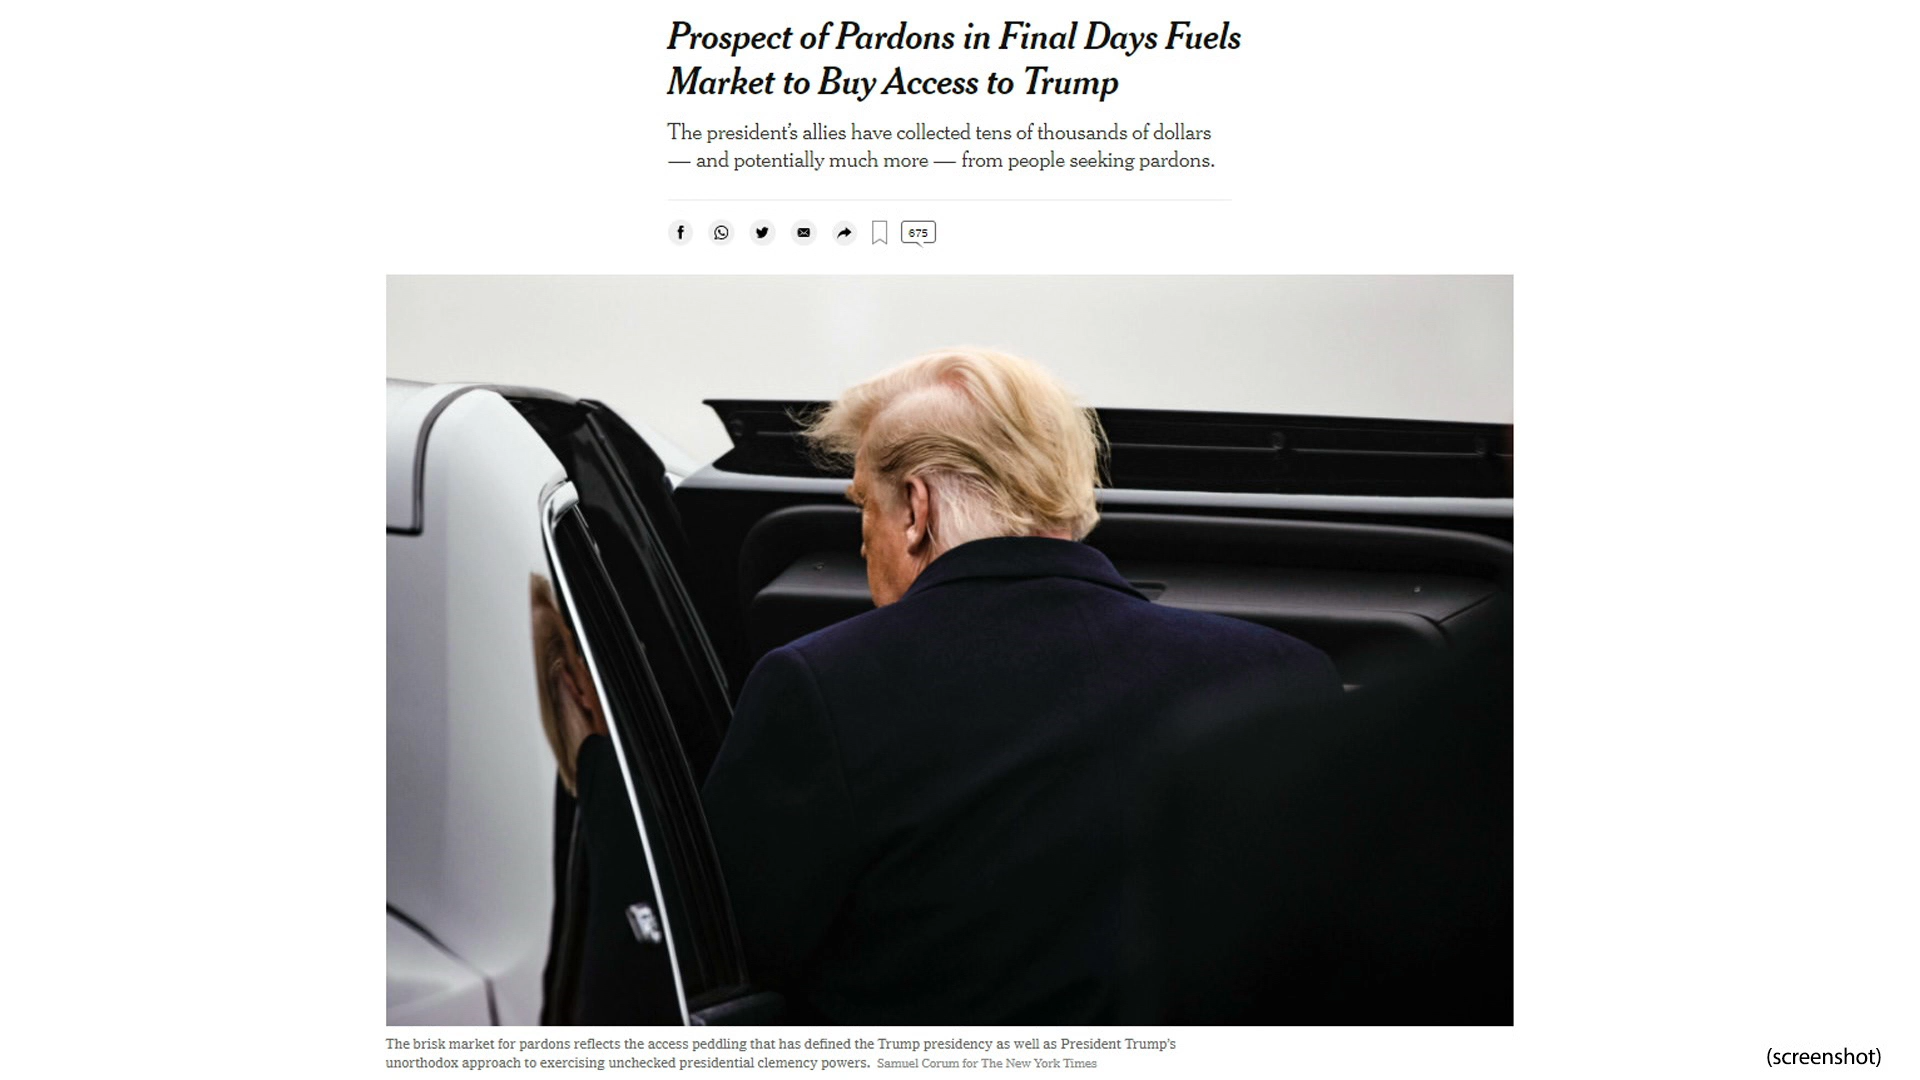 Prospect of Pardons in Final Days Fuels
Market to Buy Access to Trump
The president’s allies have collected tens of thousands of dollars
— and potentially much more — from people seeking pardons.
675
The brisk market for pardons reflects the access peddling that has defined the Trump presidency as well as President Trump’s
unorthodox approach to exercising unchecked presidential clemency powers. Samuel Corum for The New York Times
(screenshot)